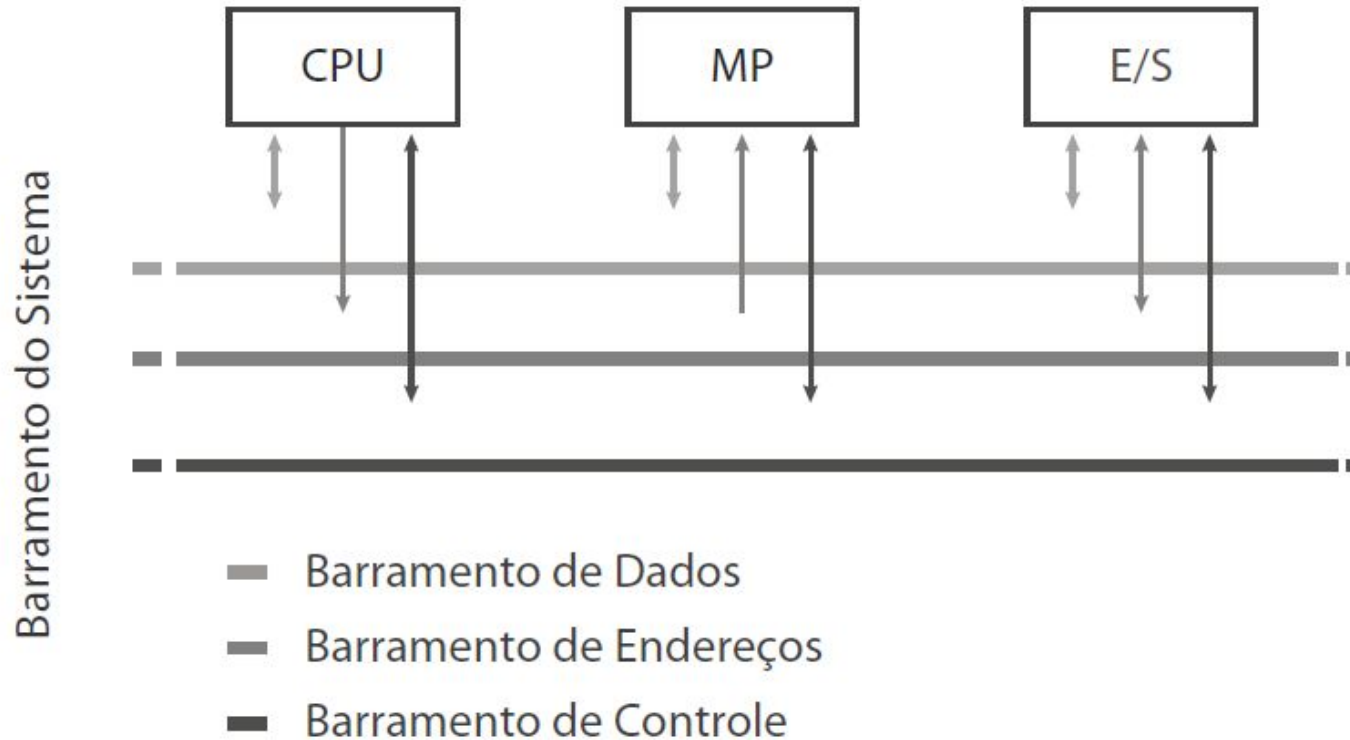 CPU
MP
E/S
Barramento do Sistema
Barramento de Dados
Barramento de Endereços
Barramento de Controle